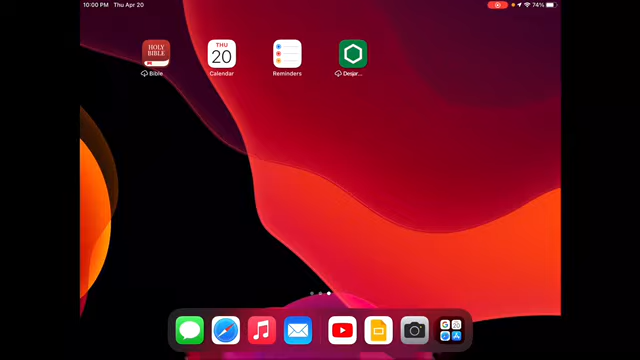 10:00 PM Thu Apr 20
74%
HOLY
BIBLE
THU
20
Bible
Calendar
Reminders
Desjar...